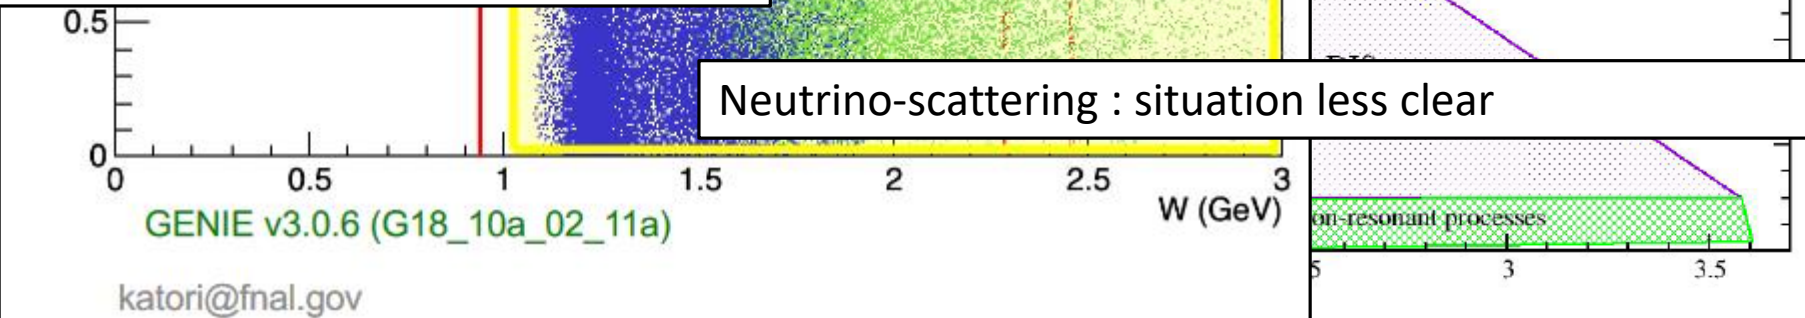 0.5
Neutrino-scattering : situation less clear
0
0 0.5 1 1.5 2 2.5 3
W (GeV)
GENIE v3.0.6 (G18_10a_02_11a)
on-resonant processes
5 3 3.5
katori@fnal.gov